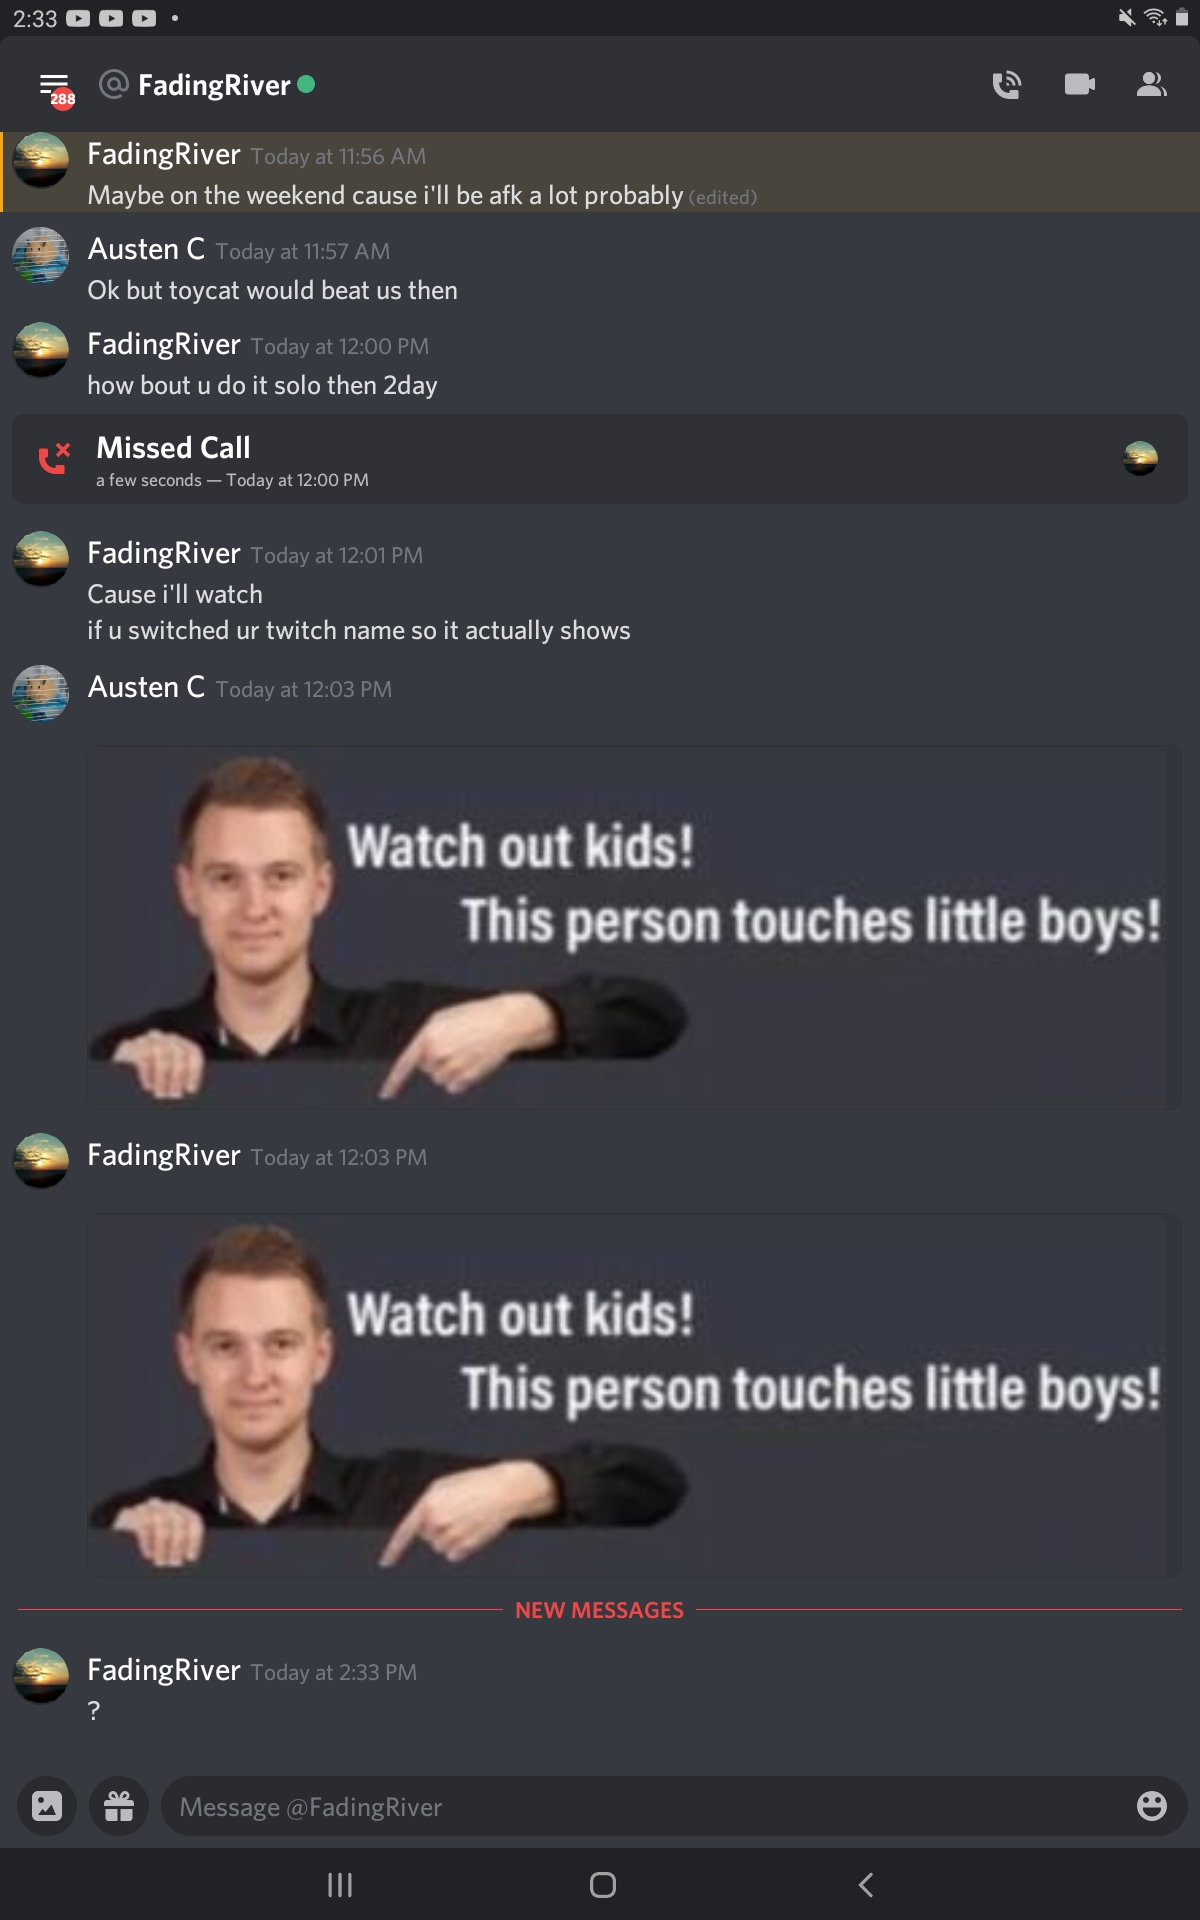 2:33
288
@ FadingRiver
FadingRiver Today at 11:56 AM
Maybe on the weekend cause i'll be afk a lot probably (edited)
Austen C Today at 11:57 AM
Ok but toycat would beat us then
FadingRiver Today at 12:00 PM
how bout u do it solo then 2day
Missed Call
a few seconds — Today at 12:00 PM
FadingRiver Today at 12:01 PM
Cause i'll watch
if u switched ur twitch name so it actually shows
Austen C Today at 12:03 PM
Watch out kids!
This person touches little boys!
FadingRiver Today at 12:03 PM
Watch out kids!
This person touches little boys!
NEW MESSAGES
FadingRiver Today at 2:33 PM
?
Message @FadingRiver